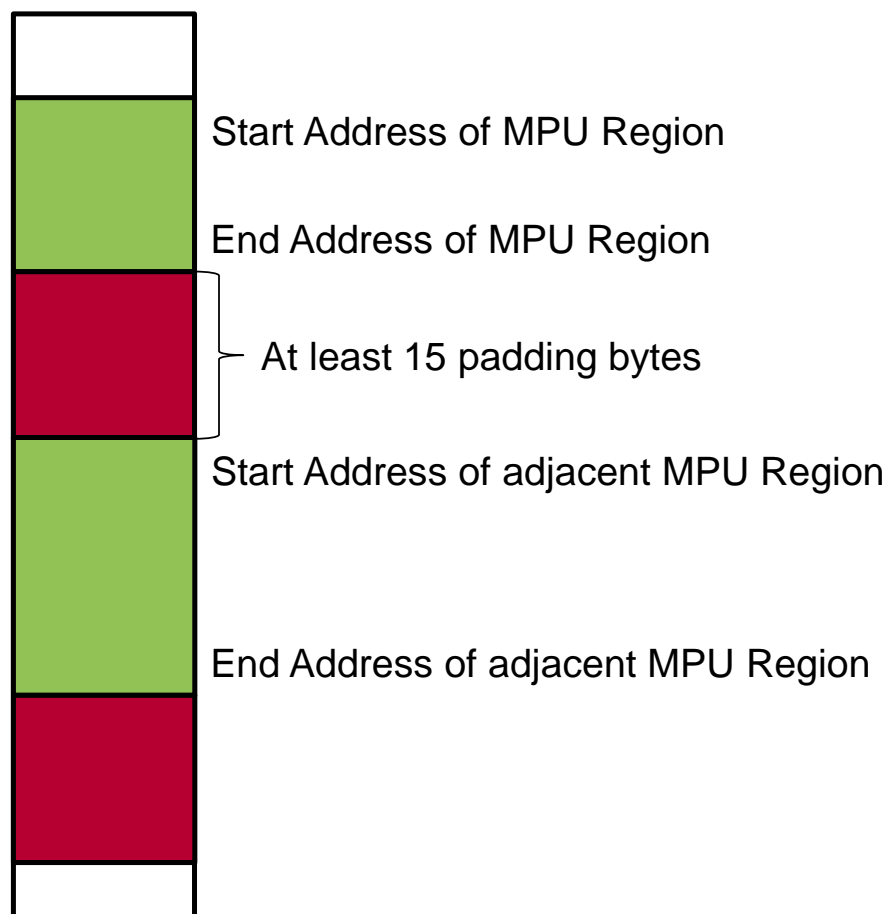 Start Address of MPU Region
End Address of MPU Region
At least 15 padding bytes
Start Address of adjacent MPU Region
End Address of adjacent MPU Region